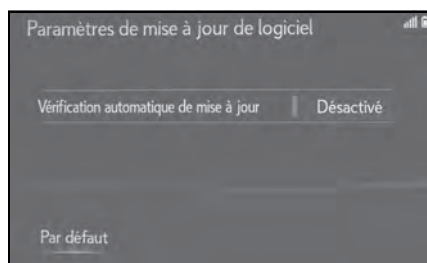 Paramètres de mise à jour de logiciel
Vérification automatique de mise à jour Désactivé
Par défaut